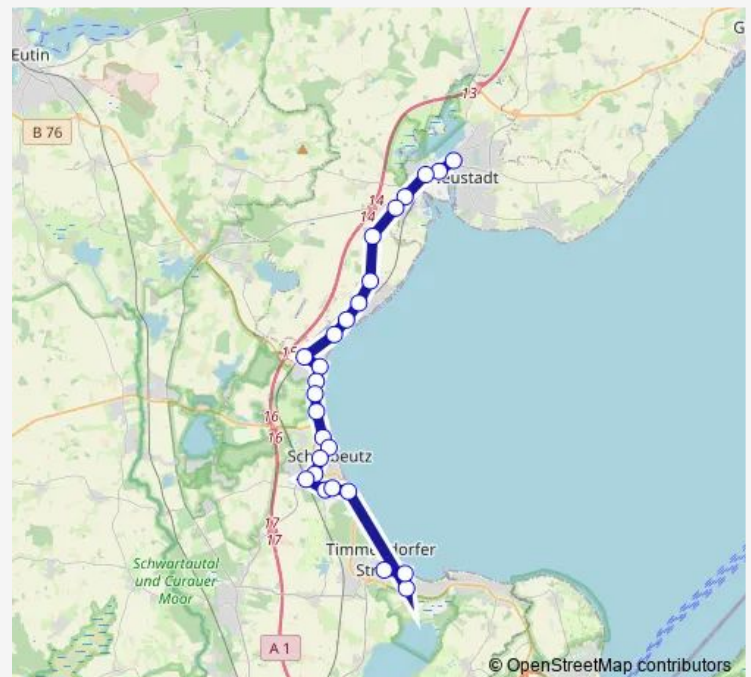 G
Eutin
B 76
13
eustadt
14
14
15
16
16
Sch beutz
17
17
Timme dorfer
Str
Schwartautal
und Curauer
Moor
A 1
© OpenStreetMap contributors